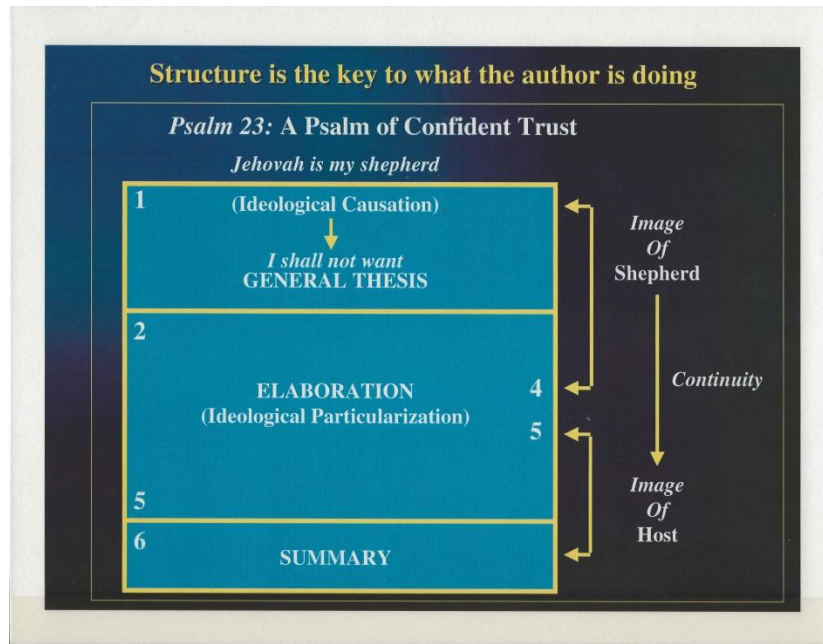 Structure is the key to what the author is doing
Psalm 23: A Psalm of Confident Trust
Jehovah is my shepherd
1
(Ideological Causation)
I shall not want
GENERAL THESIS
2
ELABORATION
(Ideological Particularization)
4
5
5
6
SUMMARY
Image
Of
Shepherd
Continuity
Image
Of
Host